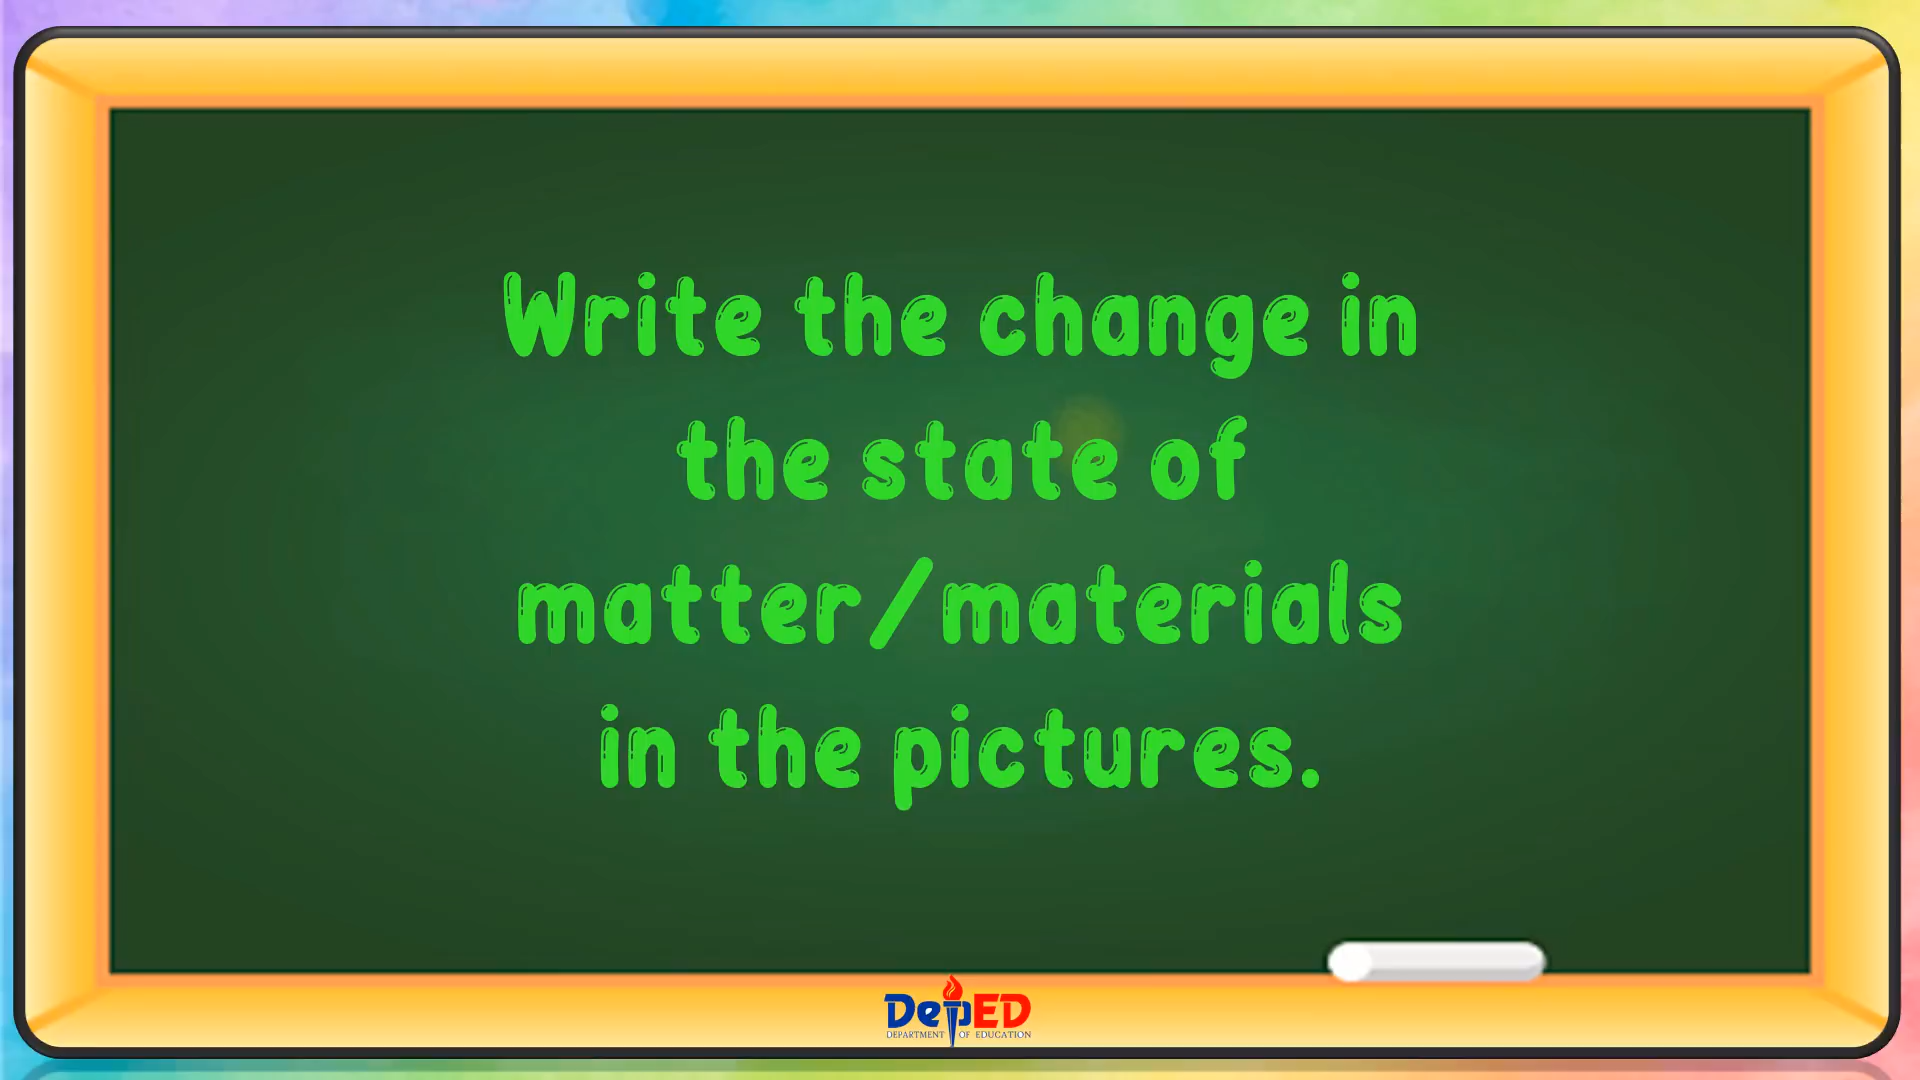 Write the change in
the state of
matter/materials
in the pictures.
DepED
DEPARTMENT OF EDUCATION